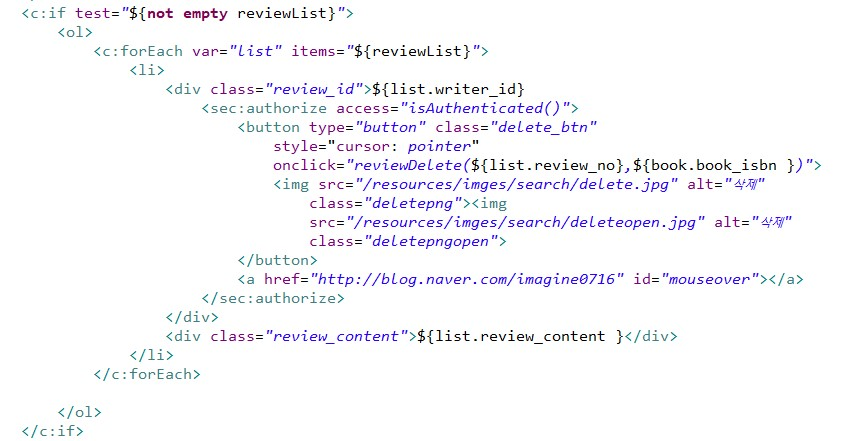 <c:if test="${not empty reviewList}">
    <ol>
        <c:forEach var="list" items="${reviewList}">
            <li>
                <div class="review_id">${list.writer_id}
                    <sec:authorize access="isAuthenticated()">
                        <button type="button" class="delete_btn"
                            style="cursor: pointer"
                            onclick="reviewDelete(${list.review_no},${book.book_isbn })">
                            <img src="/resources/imges/search/delete.jpg" alt="삭제"
                                class="deletepng"><img
                                src="/resources/imges/search/deleteopen.jpg" alt="삭제"
                                class="deletepngopen">
                        </button>
                        <a href="http://blog.naver.com/imagine0716" id="mouseover"></a>
                    </sec:authorize>
                </div>
                <div class="review_content">${list.review_content }</div>
            </li>
        </c:forEach>

    </ol>
</c:if>